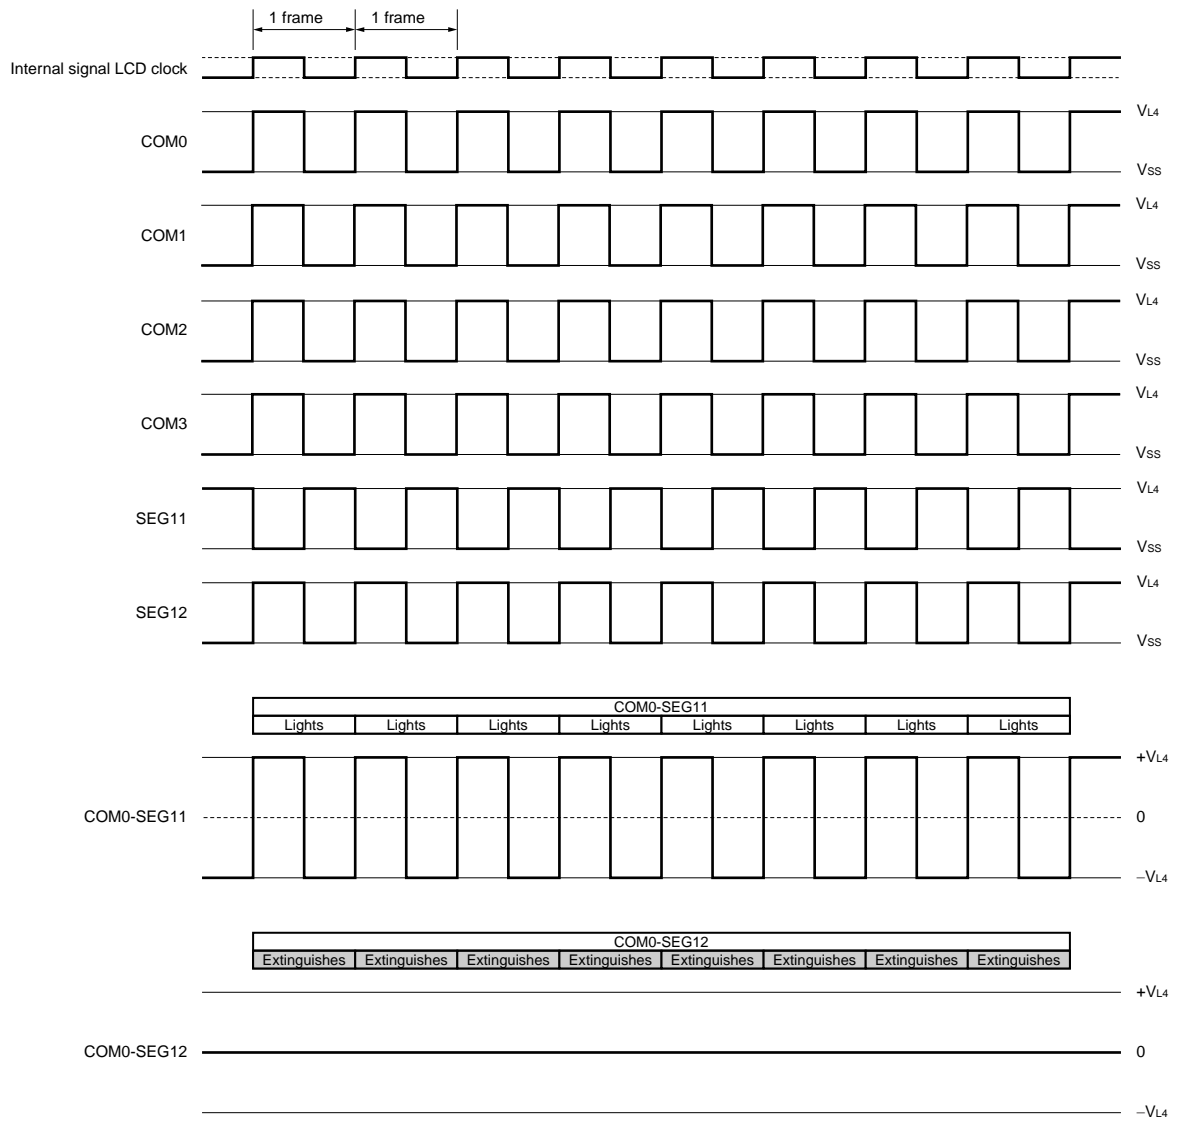 1 frame 1 frame
Internal signal LCD clock
VL4
COM0
VSS
VL4
COM1
VSS
VL4
COM2
VSS
VL4
COM3
VSS
VL4
SEG11
VSS
VL4
SEG12
VSS
COM0-SEG11
Lights Lights Lights Lights Lights Lights Lights Lights
+VL4
COM0-SEG11 0
−VL4
COM0-SEG12
Extinguishes Extinguishes Extinguishes Extinguishes Extinguishes Extinguishes Extinguishes Extinguishes
+VL4
COM0-SEG12 0
−VL4